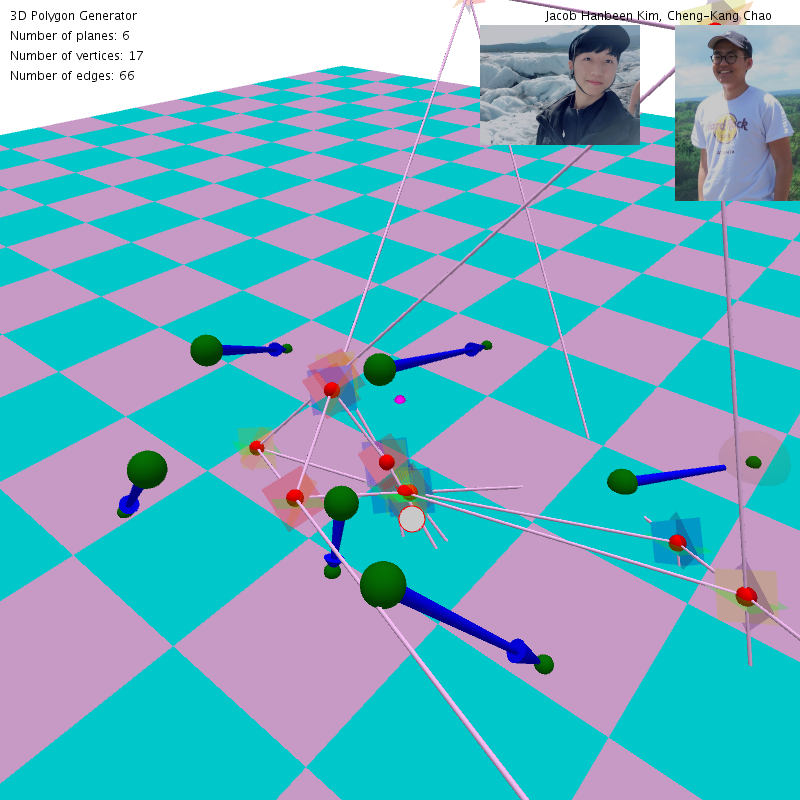 3D Polygon Generator
Jacob Hanbeen Kim, Cheng-Kang Chao
Number of planes: 6
Number of vertices: 17
Number of edges: 66